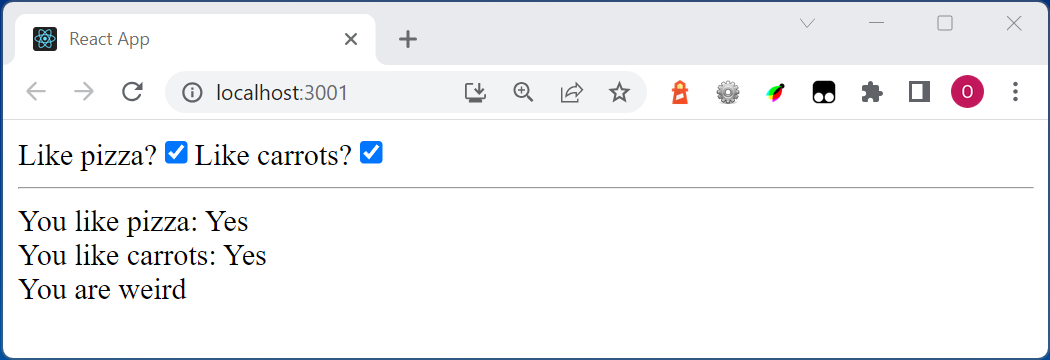 React App
localhost:3001
O
Like pizza? Like carrots?
You like pizza: Yes
You like carrots: Yes
You are weird